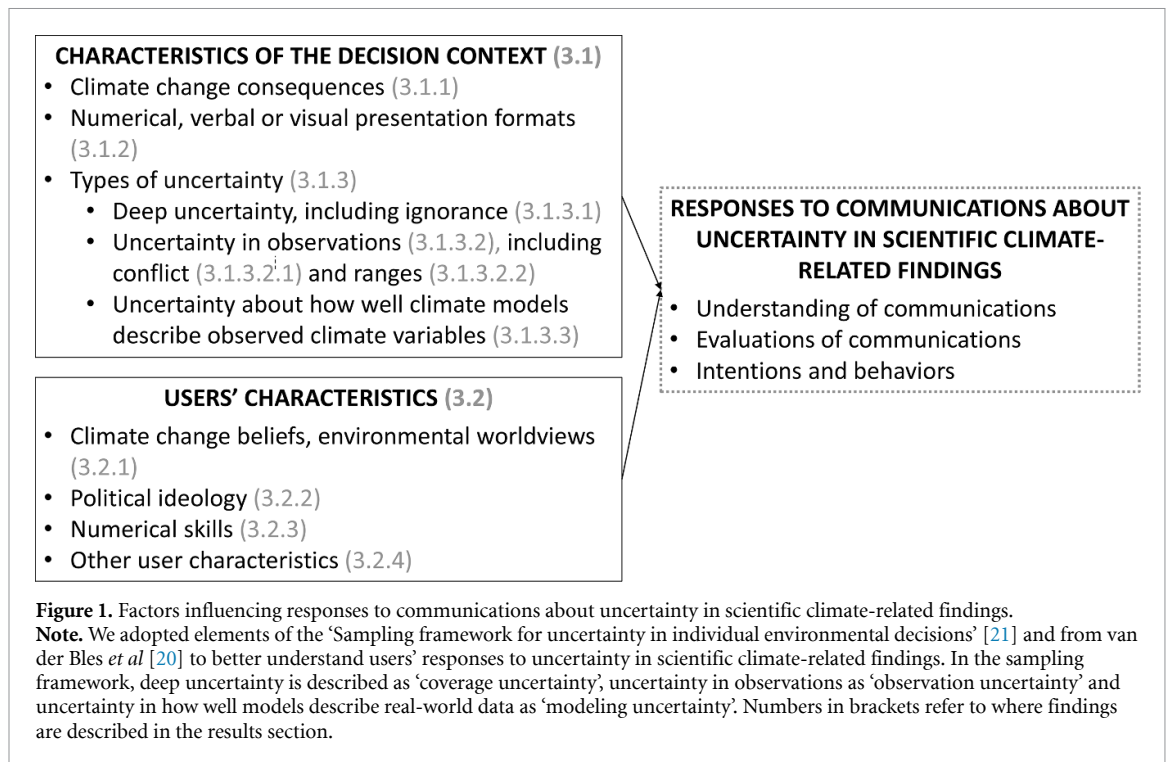 CHARACTERISTICS OF THE DECISION CONTEXT (3.1)
• Climate change consequences (3.1.1)
• Numerical, verbal or visual presentation formats
(3.1.2)
• Types of uncertainty (3.1.3)
• Deep uncertainty, including ignorance (3.1.3.1)
• Uncertainty in observations (3.1.3.2), including
conflict (3.1.3.2.1) and ranges (3.1.3.2.2)
• Uncertainty about how well climate models
describe observed climate variables (3.1.3.3)
USERS’ CHARACTERISTICS (3.2)
• Climate change beliefs, environmental worldviews
(3.2.1)
• Political ideology (3.2.2)
• Numerical skills (3.2.3)
• Other user characteristics (3.2.4)
RESPONSES TO COMMUNICATIONS ABOUT
UNCERTAINTY IN SCIENTIFIC CLIMATE-
RELATED FINDINGS
• Understanding of communications
• Evaluations of communications
• Intentions and behaviors
Figure 1. Factors influencing responses to communications about uncertainty in scientific climate-related findings.
Note. We adopted elements of the ‘Sampling framework for uncertainty in individual environmental decisions’ [21] and from van
der Bles et al [20] to better understand users’ responses to uncertainty in scientific climate-related findings. In the sampling
framework, deep uncertainty is described as ‘coverage uncertainty’, uncertainty in observations as ‘observation uncertainty’ and
uncertainty in how well models describe real-world data as ‘modeling uncertainty’. Numbers in brackets refer to where findings
are described in the results section.